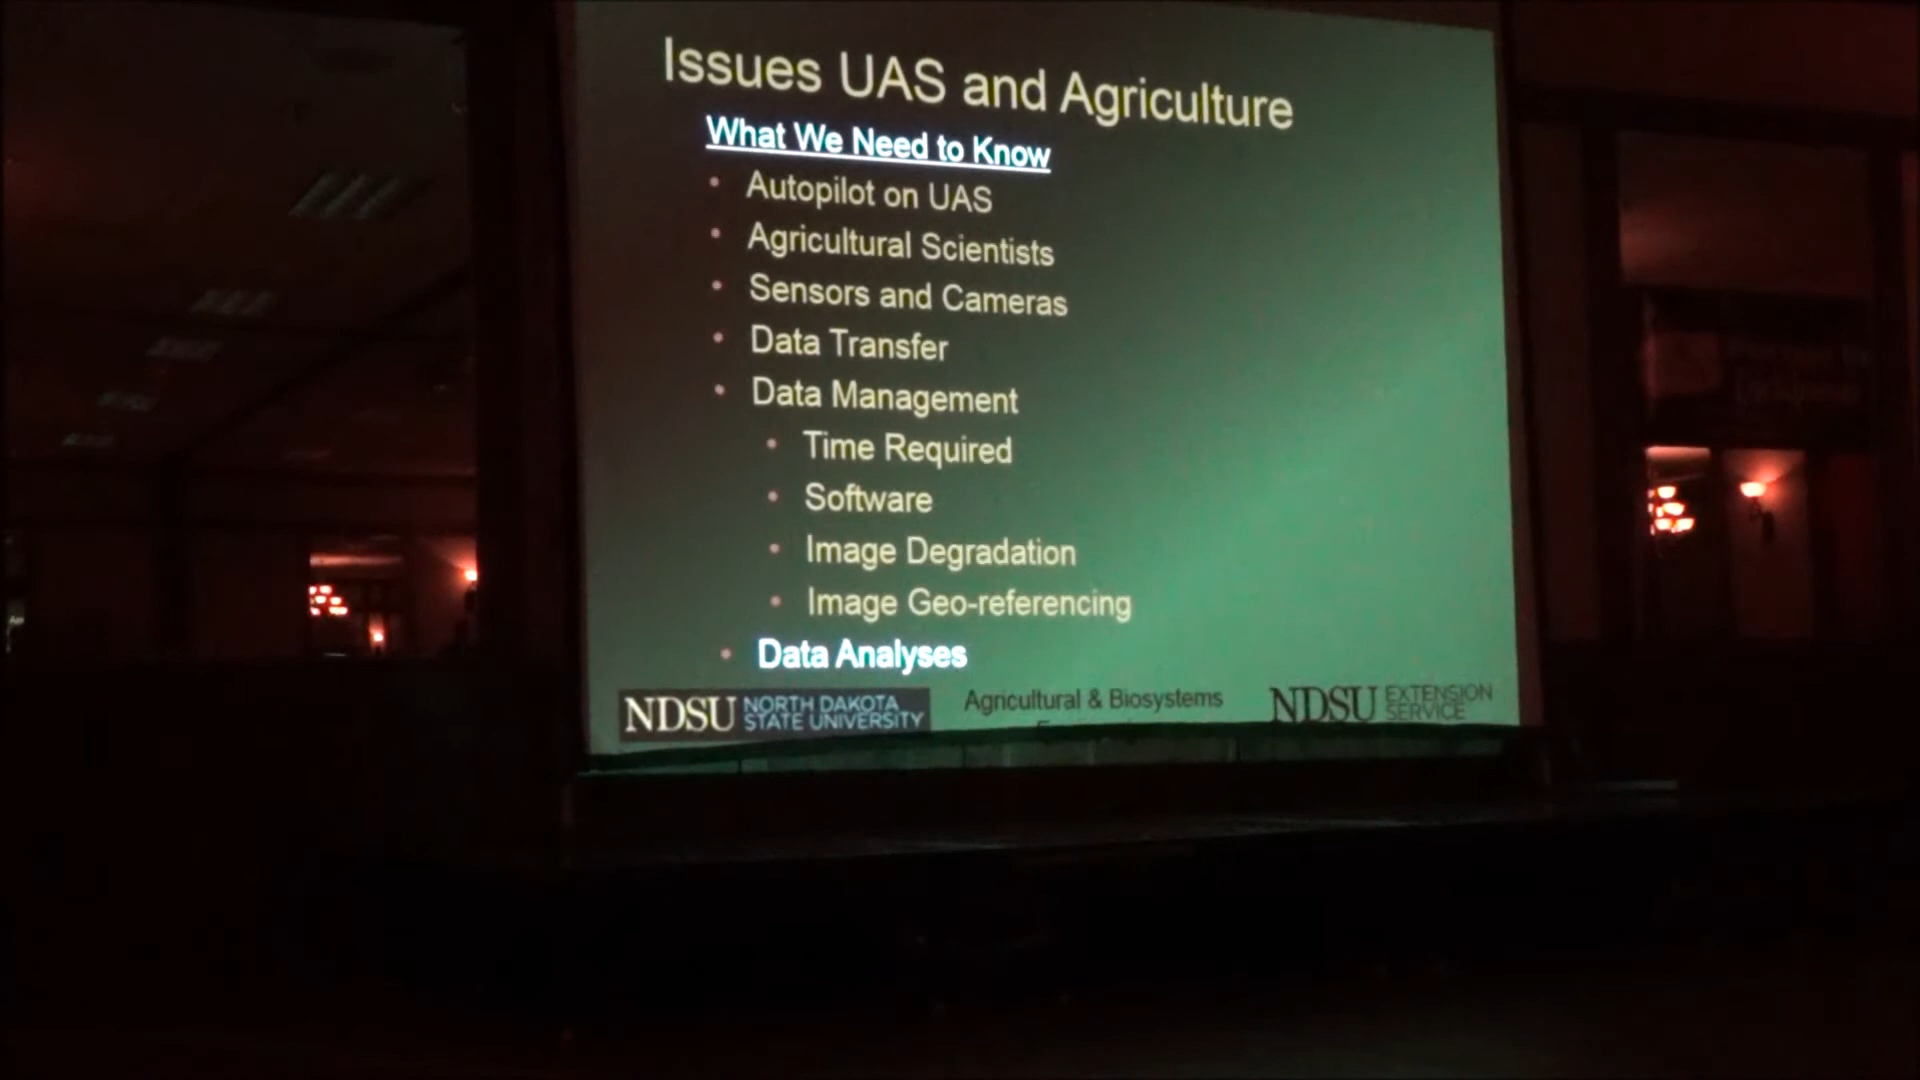 Issues UAS and Agriculture
What We Need to Know
• Autopilot on UAS
• Agricultural Scientists
• Sensors and Cameras
• Data Transfer
• Data Management
• Time Required
• Software
• Image Degradation
• Image Geo-referencing
• Data Analyses
NDSU NORTH DAKOTA STATE UNIVERSITY
Agricultural & Biosystems
NDSU EXTENSION SERVICE